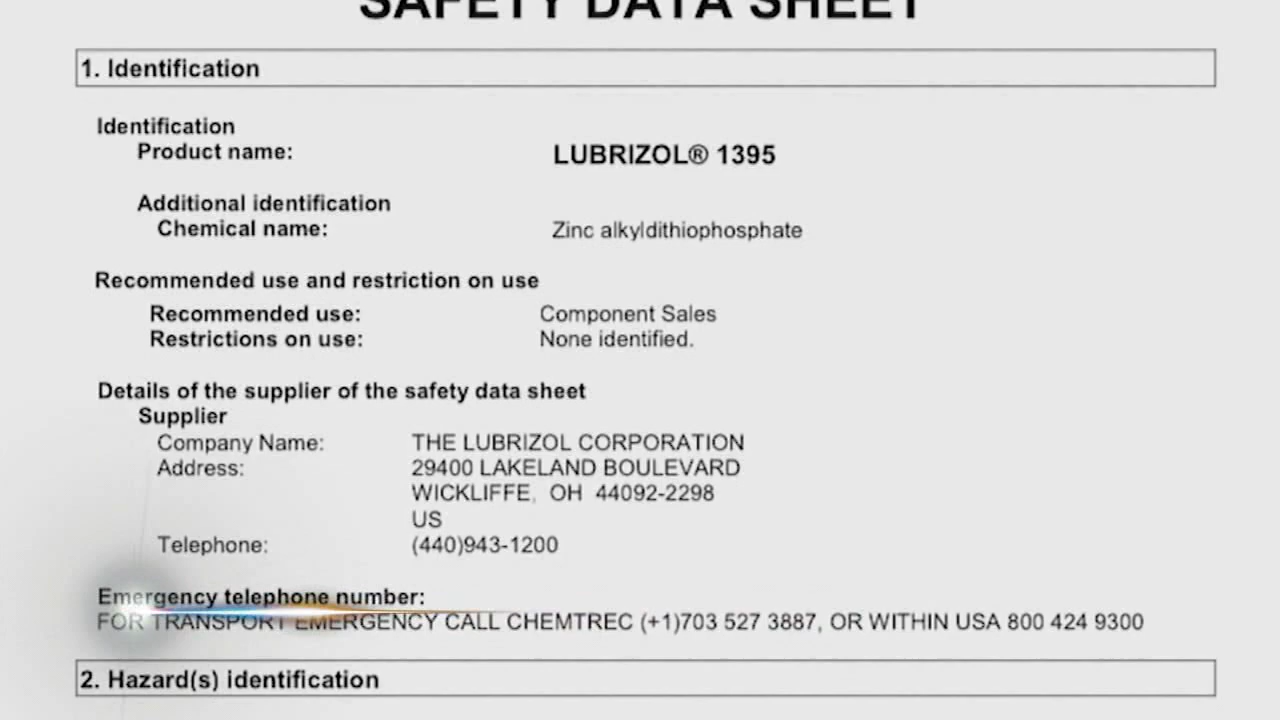 SAFETY DATA SHEET
1. Identification
Identification
Product name: LUBRIZOL® 1395
Additional identification
Chemical name: Zinc alkyldithiophosphate
Recommended use and restriction on use
Recommended use: Component Sales
Restrictions on use: None identified.
Details of the supplier of the safety data sheet
Supplier
Company Name: THE LUBRIZOL CORPORATION
Address: 29400 LAKELAND BOULEVARD
WICKLIFFE, OH 44092-2298
US
Telephone: (440)943-1200
Emergency telephone number:
FOR TRANSPORT EMERGENCY CALL CHEMTREC (+1)703 527 3887, OR WITHIN USA 800 424 9300
2. Hazard(s) identification